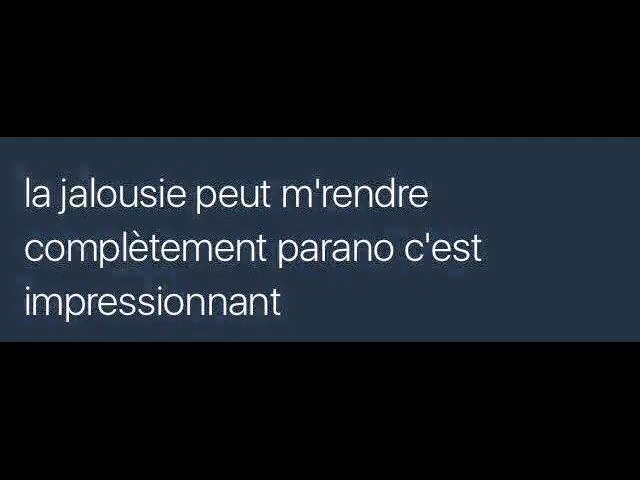 la jalousie peut m'rendre
complètement parano c'est
impressionnant